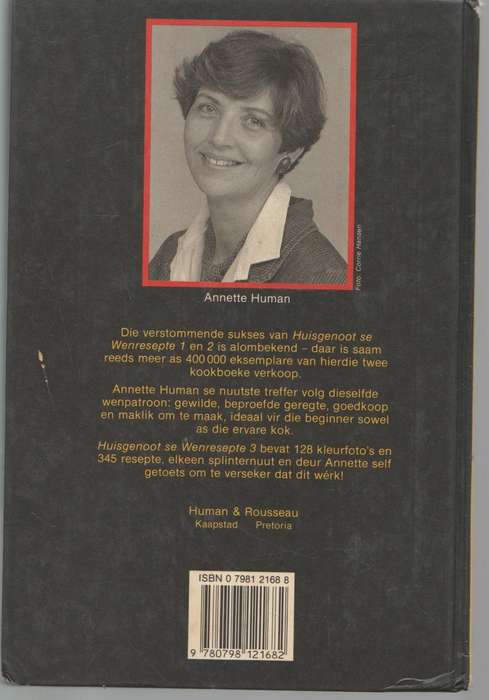 Foto: Corrie Hansen
Annette Human
Die verstommende sukses van Huisgenoot se
Wenresepte 1 en 2 is alombekend – daar is saam
reeds meer as 400 000 eksemplare van hierdie twee
kookboeke verkoop.
Annette Human se nuutste treffer volg dieselfde
wenpatroon: gewilde, beproefde geregte, goedkoop
en maklik om te maak, ideaal vir die beginner sowel
as die ervare kok.
Huisgenoot se Wenresepte 3 bevat 128 kleurfoto's en
345 resepte, elkeen splinternuut en deur Annette self
getoets om te verseker dat dit wérk!
Human & Rousseau
Kaapstad Pretoria
ISBN 0 7981 2168 8
9 780798 121682